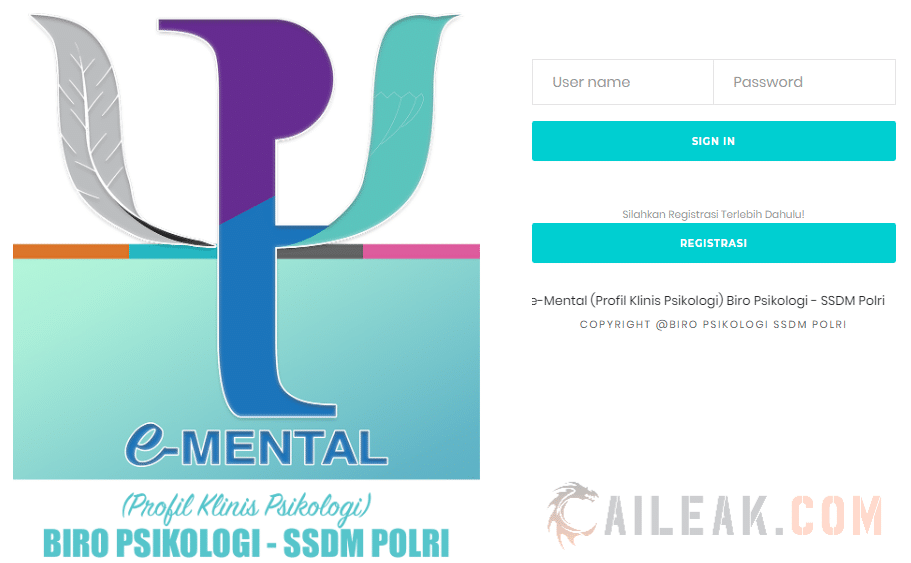 e-MENTAL
(Profil Klinis Psikologi)
BIRO PSIKOLOGI - SSDM POLRI
User name
Password
SIGN IN
Silahkan Registrasi Terlebih Dahulu!
REGISTRASI
e-Mental (Profil Klinis Psikologi) Biro Psikologi - SSDM Polri
COPYRIGHT @BIRO PSIKOLOGI SSDM POLRI
AILEAK.COM